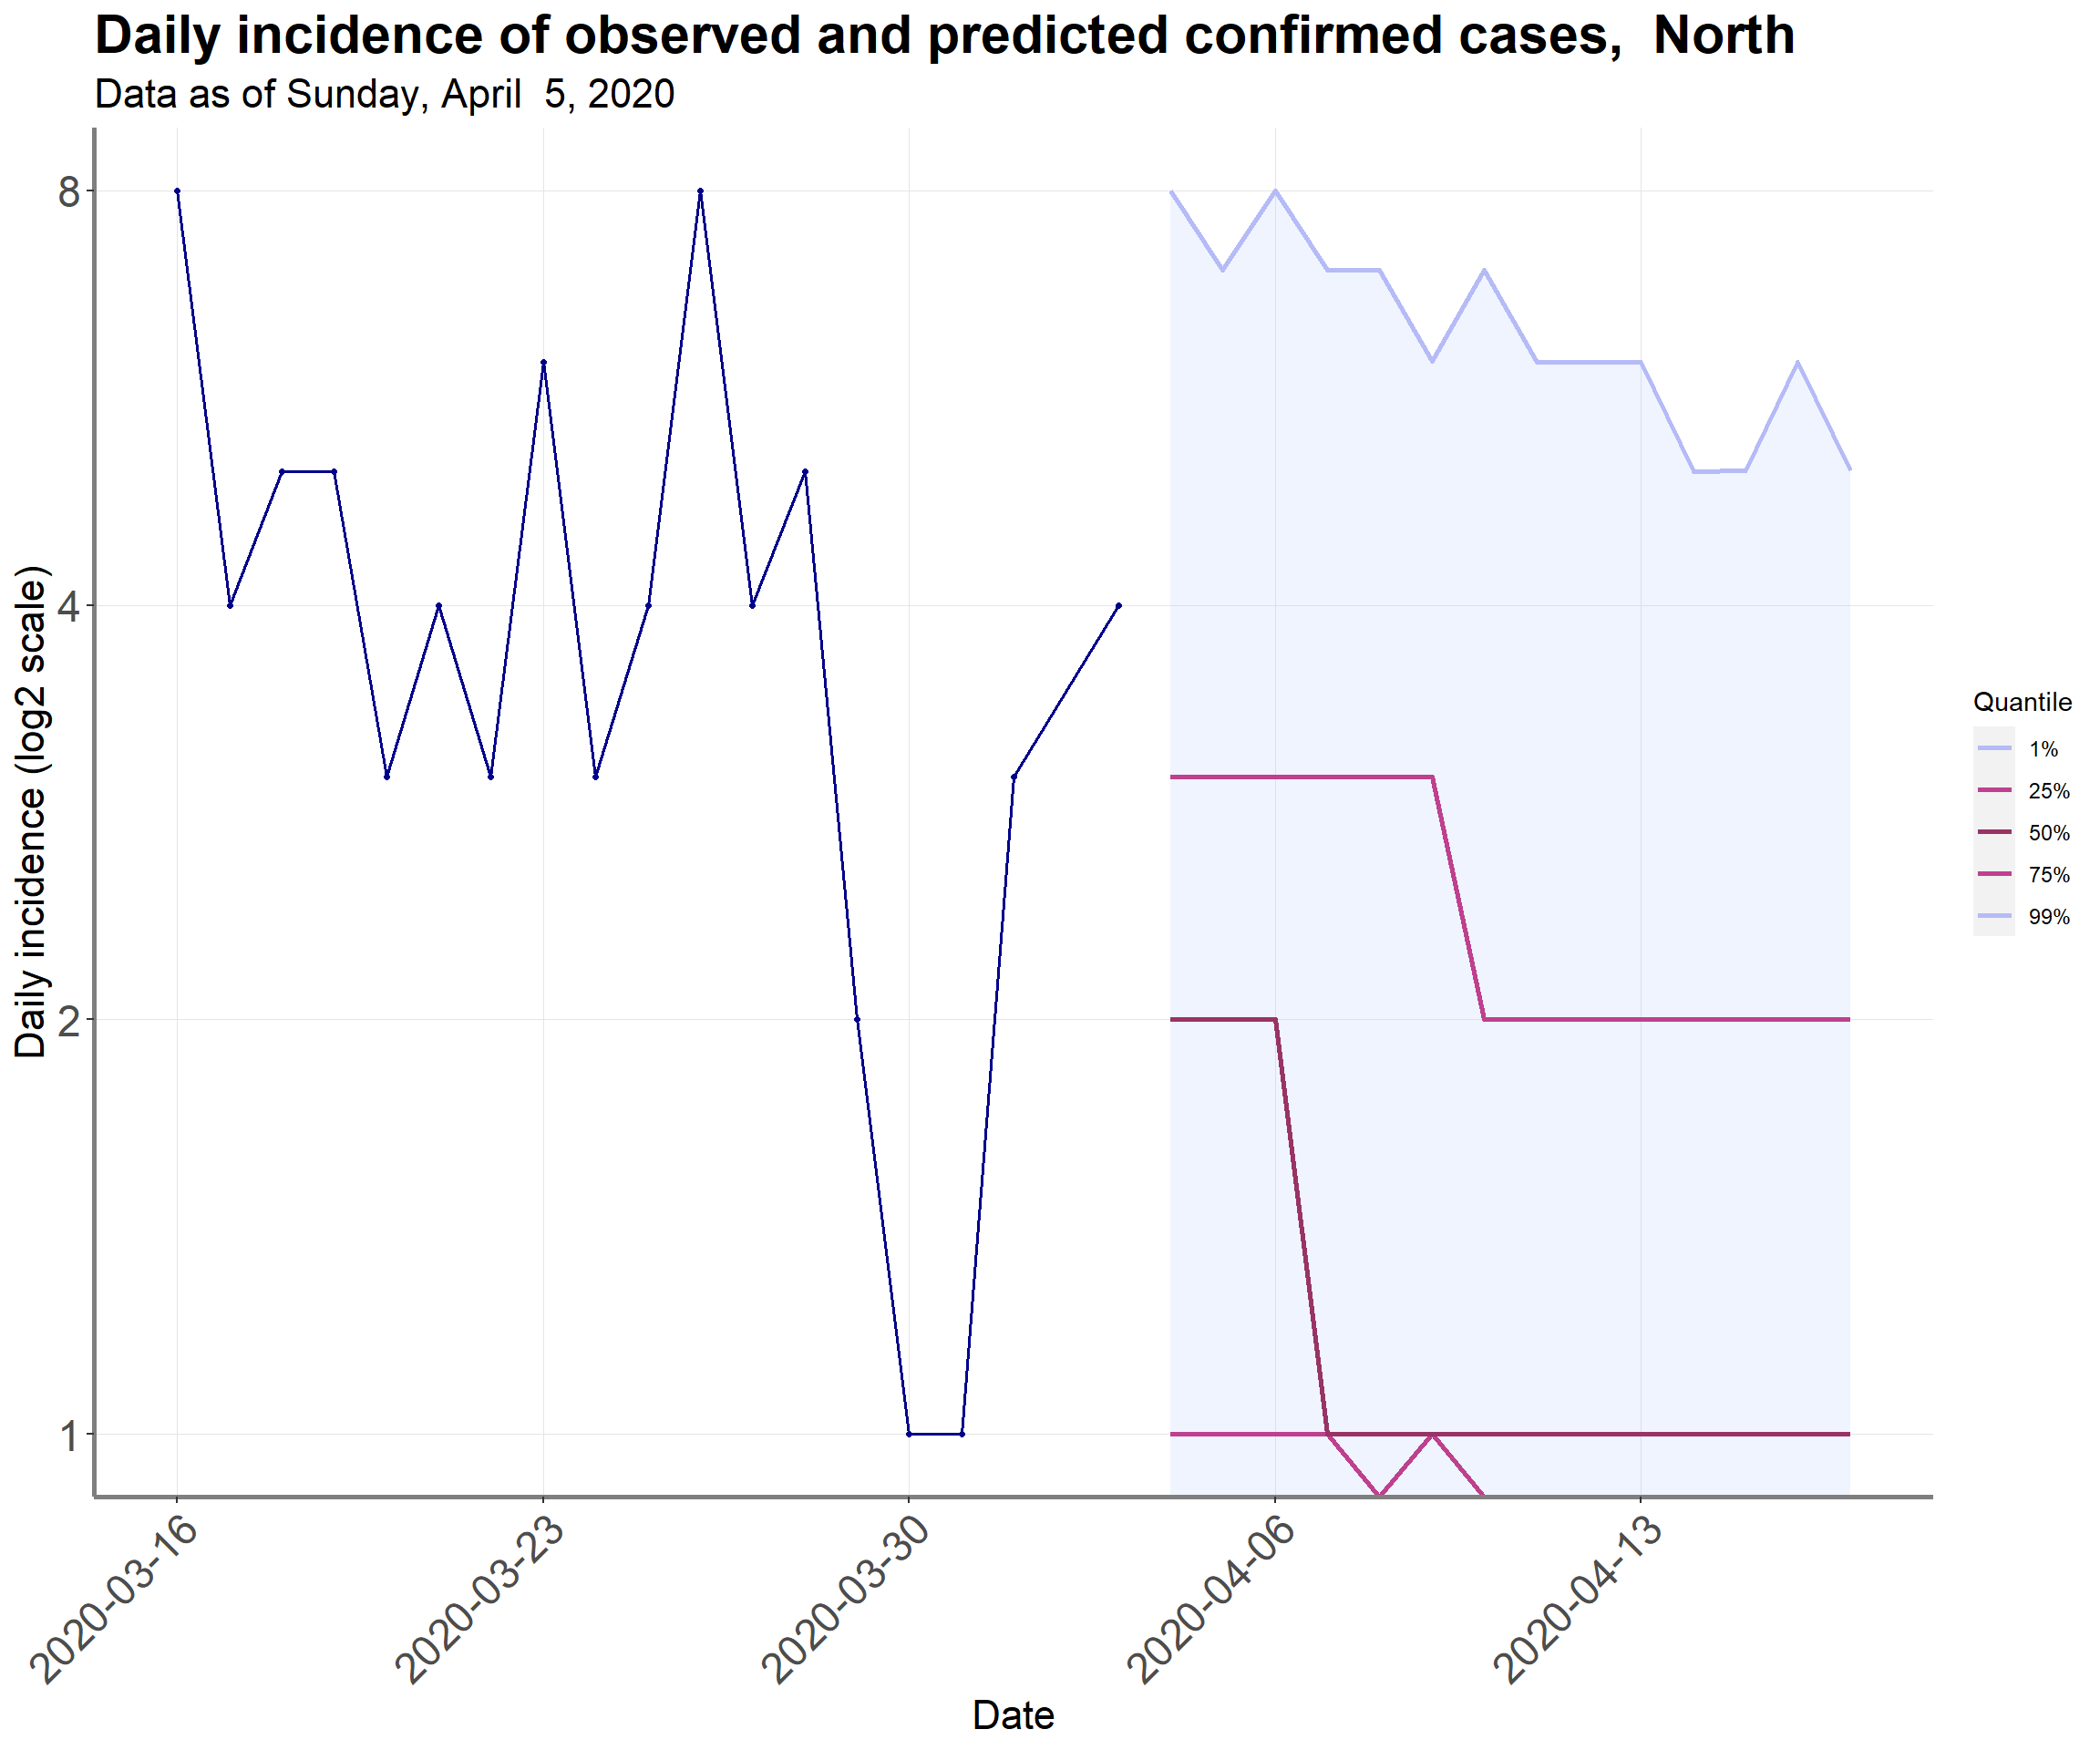 Daily incidence of observed and predicted confirmed cases,  North
Data as of Sunday, April  5, 2020
Daily incidence (log2 scale)
8
4
2
1
2020-03-16
2020-03-23
2020-03-30
2020-04-06
2020-04-13
Date
Quantile
1%
25%
50%
75%
99%